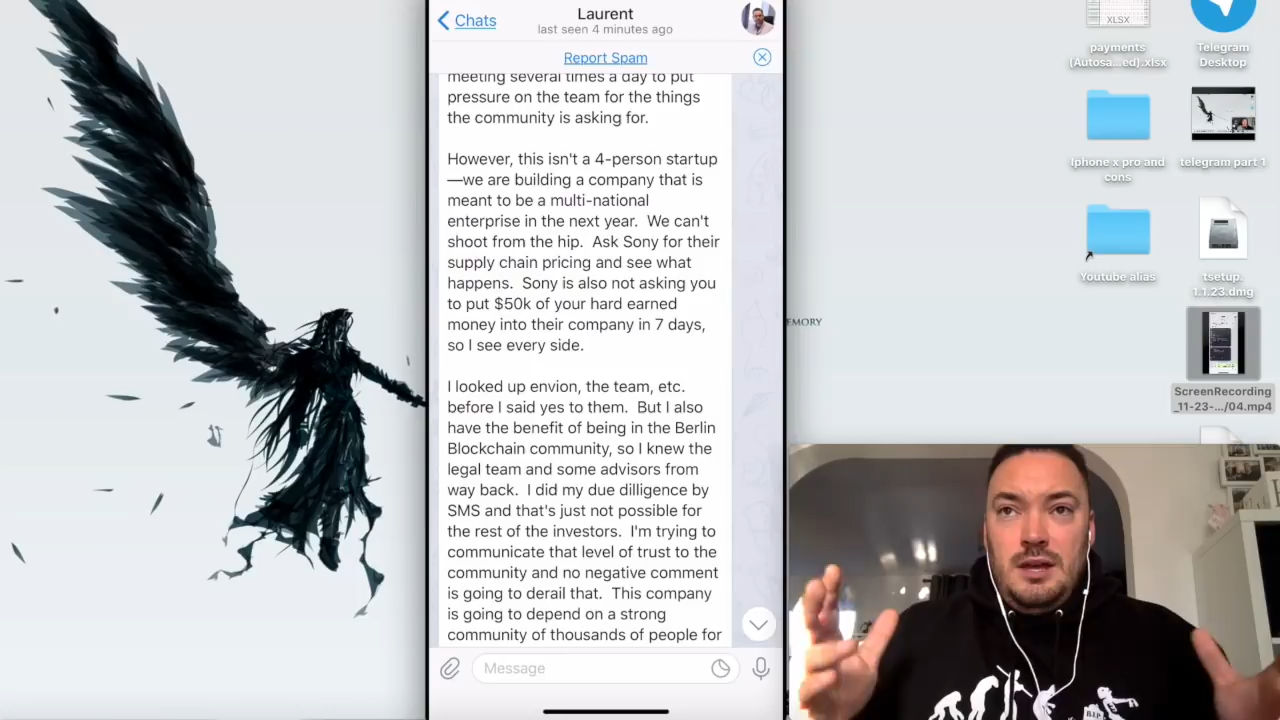 Chats
Laurent
last seen 4 minutes ago
Report Spam
meeting several times a day to put
pressure on the team for the things
the community is asking for.
However, this isn't a 4-person startup
—we are building a company that is
meant to be a multi-national
enterprise in the next year. We can't
shoot from the hip. Ask Sony for their
supply chain pricing and see what
happens. Sony is also not asking you
to put $50k of your hard earned
money into their company in 7 days,
so I see every side.
I looked up envion, the team, etc.
before I said yes to them. But I also
have the benefit of being in the Berlin
Blockchain community, so I knew the
legal team and some advisors from
way back. I did my due dilligence by
SMS and that's just not possible for
the rest of the investors. I'm trying to
communicate that level of trust to the
community and no negative comment
is going to derail that. This company
is going to depend on a strong
community of thousands of people for
Message
EMORY
XLSX
payments
(Autosa...ed).xlsx
Telegram
Desktop
Iphone x pro and
cons
telegram part 1
Youtube alias
tsetup.
1.1.23.dmg
ScreenRecording
_11-23-.../04.mp4
R.I.P